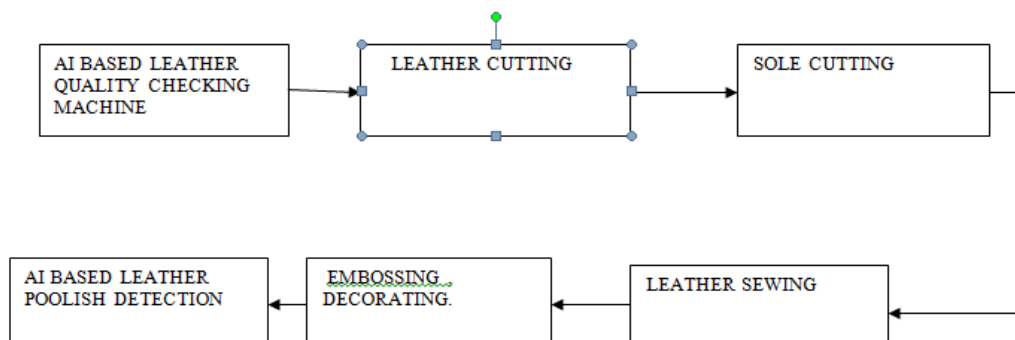 AI BASED LEATHER
QUALITY CHECKING
MACHINE
LEATHER CUTTING
SOLE CUTTING
AI BASED LEATHER
POOLISH DETECTION
EMBOSSING ,
DECORATING.
LEATHER SEWING